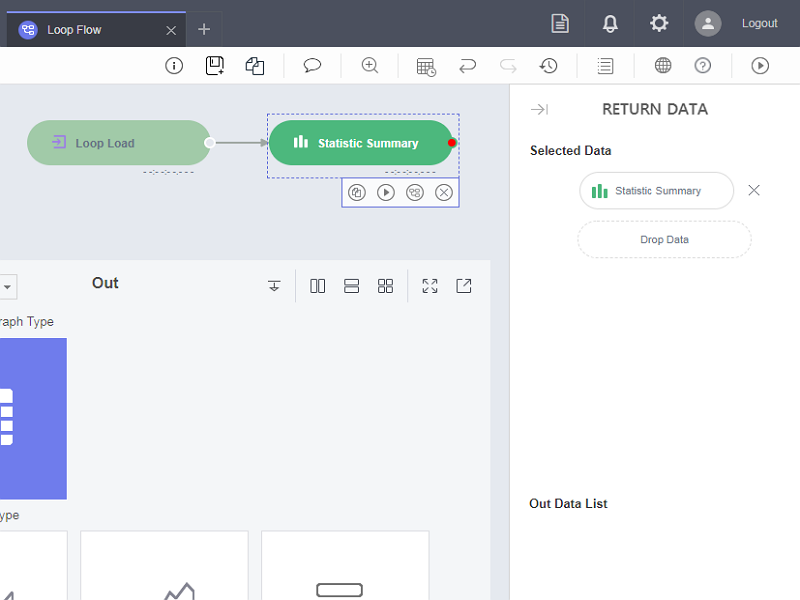 Loop Flow
Logout
RETURN DATA
Loop Load
Statistic Summary
--:--:--.---
--:--:--.---
Selected Data
Statistic Summary
Drop Data
Out
raph Type
ype
Out Data List